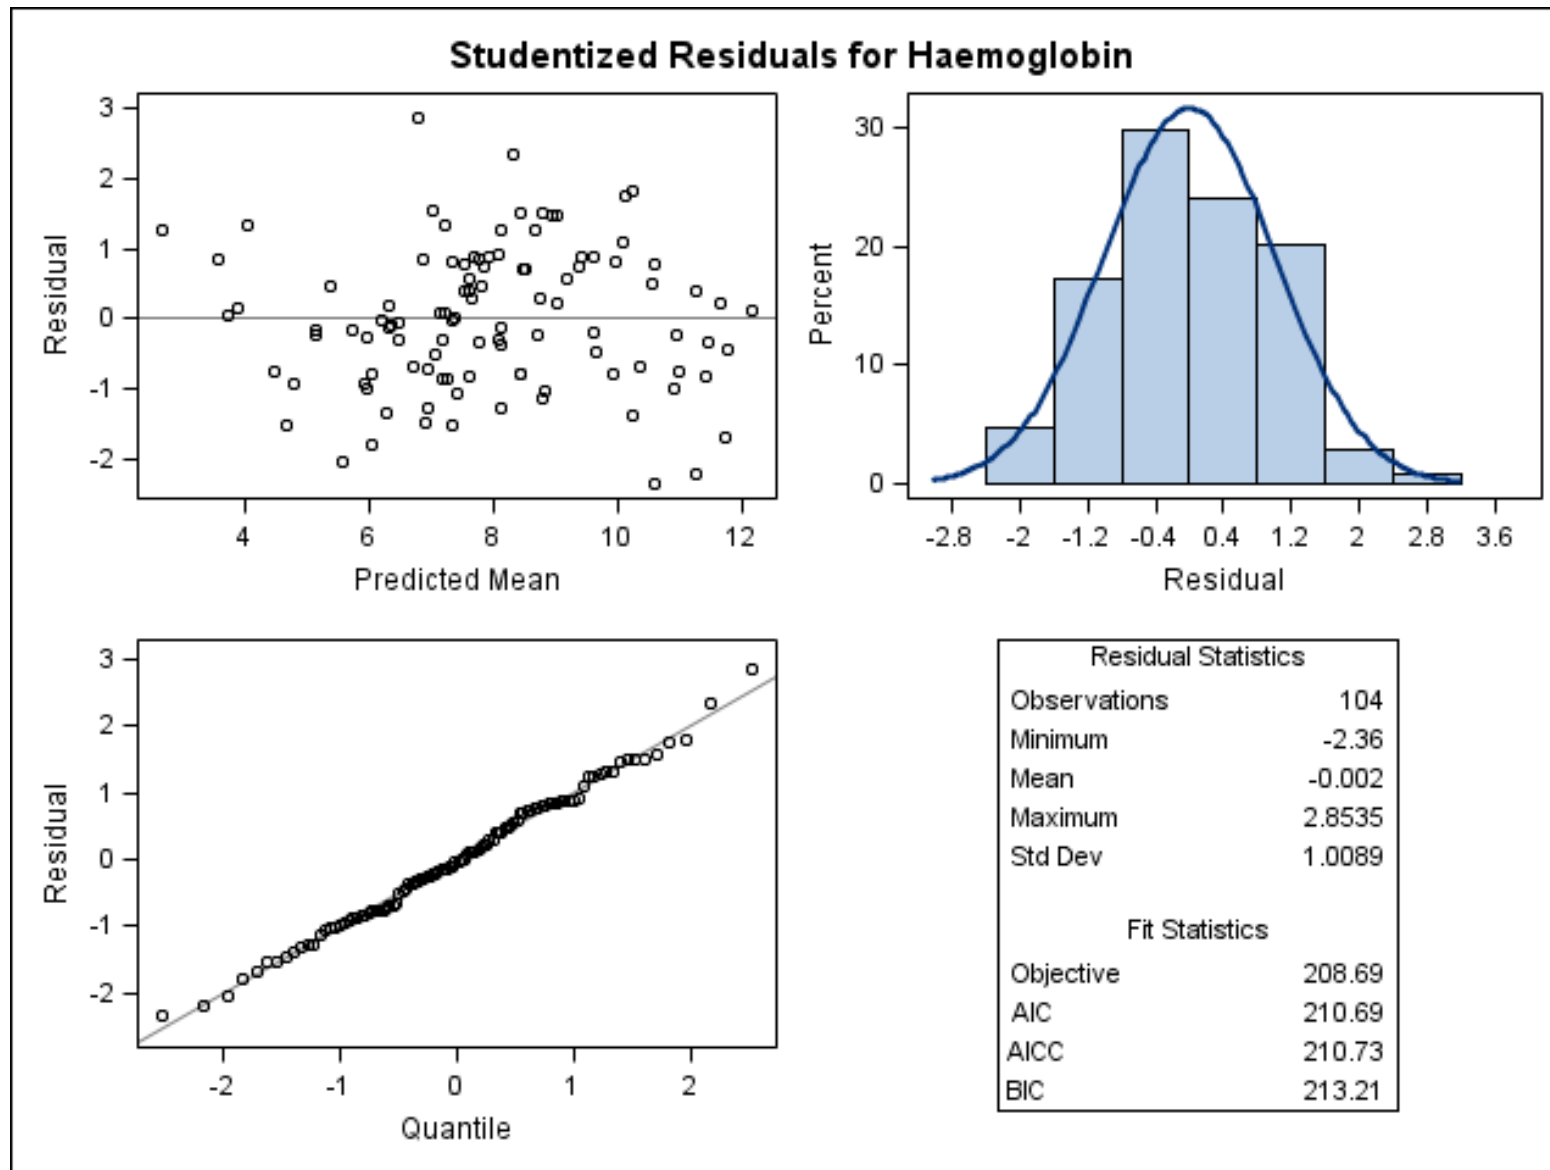 Studentized Residuals for Haemoglobin
3
2
1
0
-1
-2
Residual
4 6 8 10 12
Predicted Mean
30
20
10
0
Percent
-2.8 -2 -1.2 -0.4 0.4 1.2 2 2.8 3.6
Residual
3
2
1
0
-1
-2
Residual
-2 -1 0 1 2
Quantile
Residual Statistics
Observations 104
Minimum -2.36
Mean -0.002
Maximum 2.8535
Std Dev 1.0089
Fit Statistics
Objective 208.69
AIC 210.69
AICC 210.73
BIC 213.21